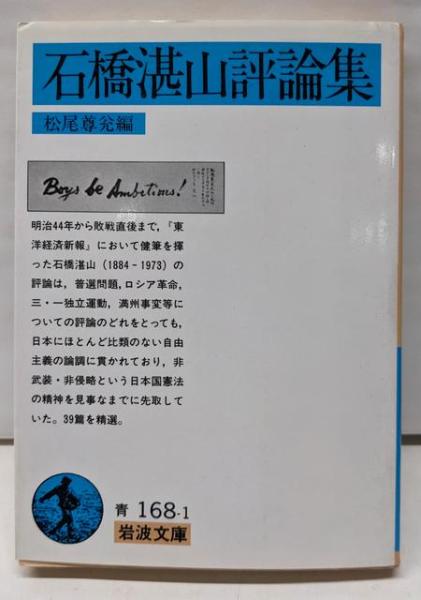 石橋湛山評論集
松尾尊兊編
Boys be Ambitious!
明治44年から敗戦直後まで，『東
洋経済新報』において健筆を揮
った石橋湛山（1884－1973）の
評論は，普選問題，ロシア革命，
三・一独立運動，満州事変等に
ついての評論のどれをとっても，
日本にほとんど比類のない自由
主義の論調に貫かれており，非
武装・非侵略という日本国憲法
の精神を見事なまでに先取して
いた。39篇を精選。
青 168-1
岩波文庫